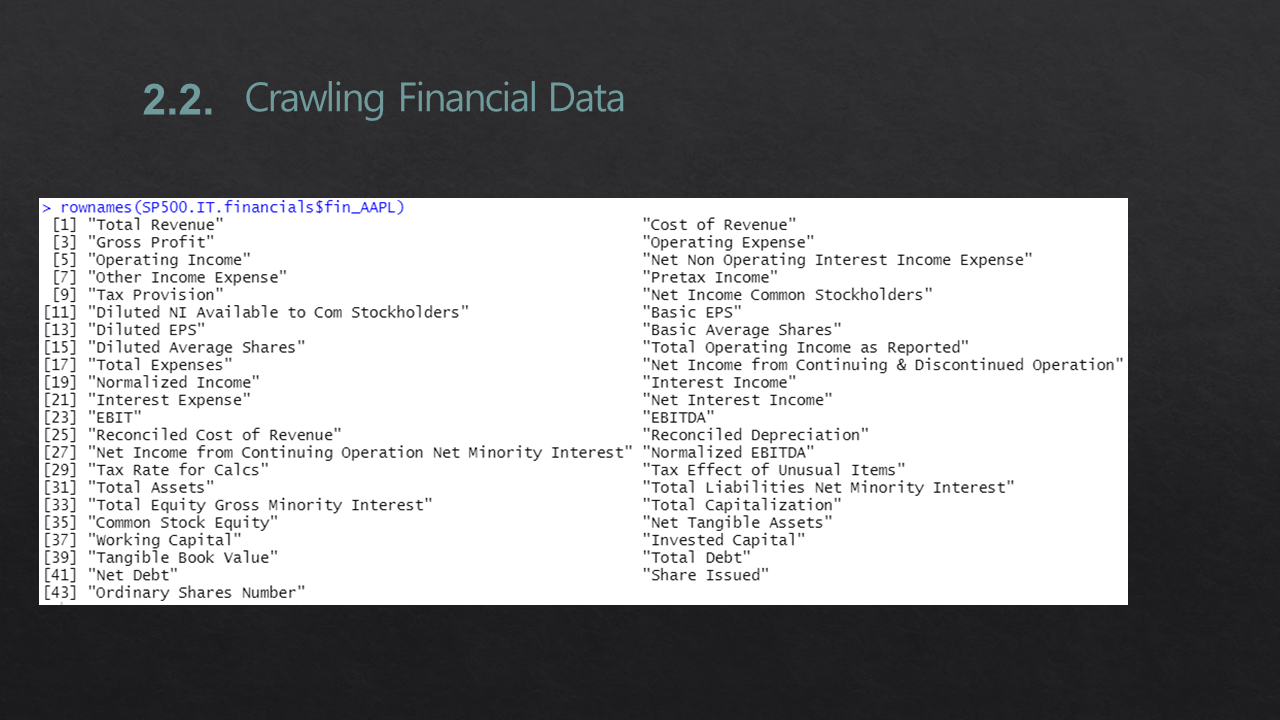 2.2. Crawling Financial Data
> rownames(SP500.IT.financials$fin_AAPL)
[1] "Total Revenue" "Cost of Revenue"
[3] "Gross Profit" "Operating Expense"
[5] "Operating Income" "Net Non Operating Interest Income Expense"
[7] "Other Income Expense" "Pretax Income"
[9] "Tax Provision" "Net Income Common Stockholders"
[11] "Diluted NI Available to Com Stockholders" "Basic EPS"
[13] "Diluted EPS" "Basic Average Shares"
[15] "Diluted Average Shares" "Total Operating Income as Reported"
[17] "Total Expenses" "Net Income from Continuing & Discontinued Operation"
[19] "Normalized Income" "Interest Income"
[21] "Interest Expense" "Net Interest Income"
[23] "EBIT" "EBITDA"
[25] "Reconciled Cost of Revenue" "Reconciled Depreciation"
[27] "Net Income from Continuing Operation Net Minority Interest" "Normalized EBITDA"
[29] "Tax Rate for Calcs" "Tax Effect of Unusual Items"
[31] "Total Assets" "Total Liabilities Net Minority Interest"
[33] "Total Equity Gross Minority Interest" "Total Capitalization"
[35] "Common Stock Equity" "Net Tangible Assets"
[37] "Working Capital" "Invested Capital"
[39] "Tangible Book Value" "Total Debt"
[41] "Net Debt" "Share Issued"
[43] "Ordinary Shares Number"